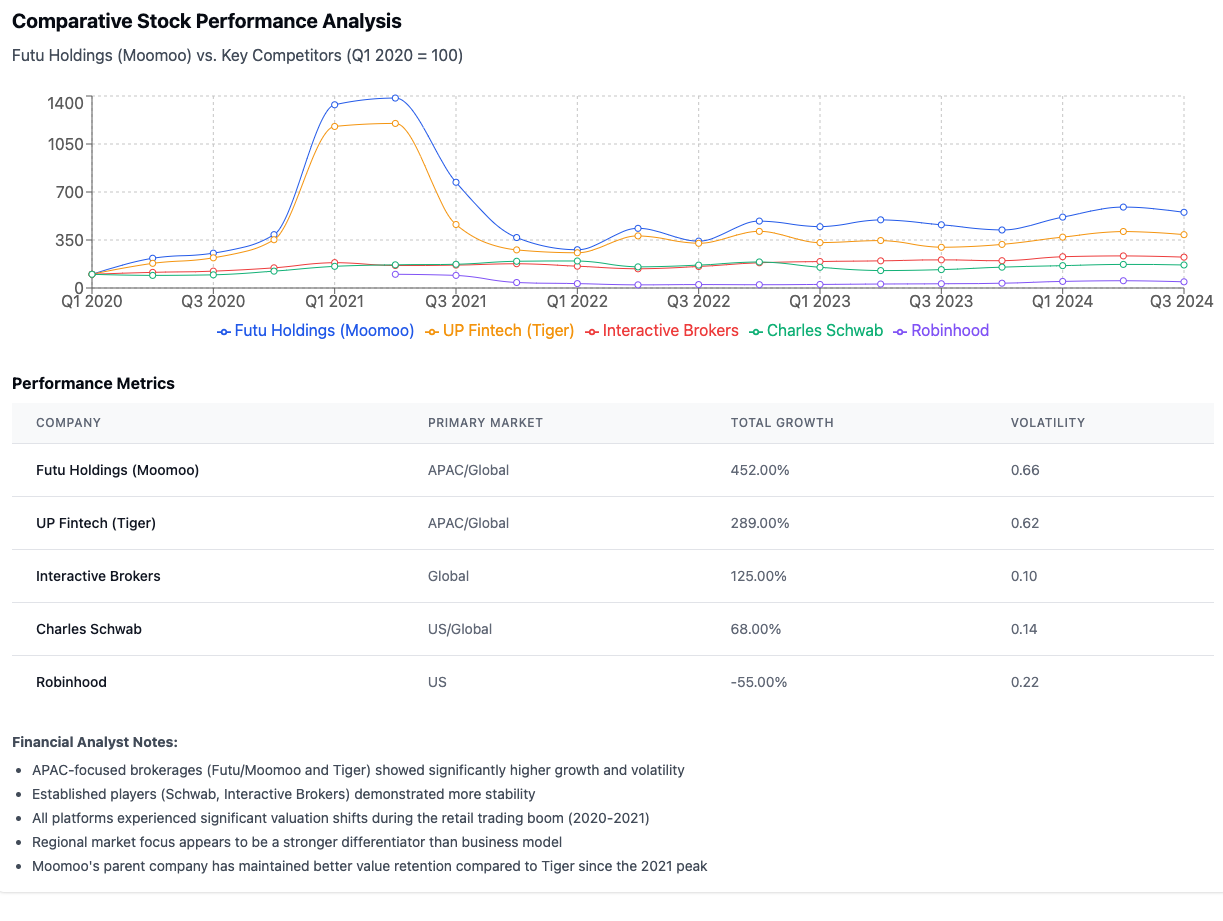 Comparative Stock Performance Analysis
Futu Holdings (Moomoo) vs. Key Competitors (Q1 2020 = 100)
1400
1050
700
350
0
Q1 2020 Q3 2020 Q1 2021 Q3 2021 Q1 2022 Q3 2022 Q1 2023 Q3 2023 Q1 2024 Q3 2024
Futu Holdings (Moomoo) UP Fintech (Tiger) Interactive Brokers Charles Schwab Robinhood
Performance Metrics
COMPANY PRIMARY MARKET TOTAL GROWTH VOLATILITY
Futu Holdings (Moomoo) APAC/Global 452.00% 0.66
UP Fintech (Tiger) APAC/Global 289.00% 0.62
Interactive Brokers Global 125.00% 0.10
Charles Schwab US/Global 68.00% 0.14
Robinhood US -55.00% 0.22
Financial Analyst Notes:
• APAC-focused brokerages (Futu/Moomoo and Tiger) showed significantly higher growth and volatility
• Established players (Schwab, Interactive Brokers) demonstrated more stability
• All platforms experienced significant valuation shifts during the retail trading boom (2020-2021)
• Regional market focus appears to be a stronger differentiator than business model
• Moomoo's parent company has maintained better value retention compared to Tiger since the 2021 peak